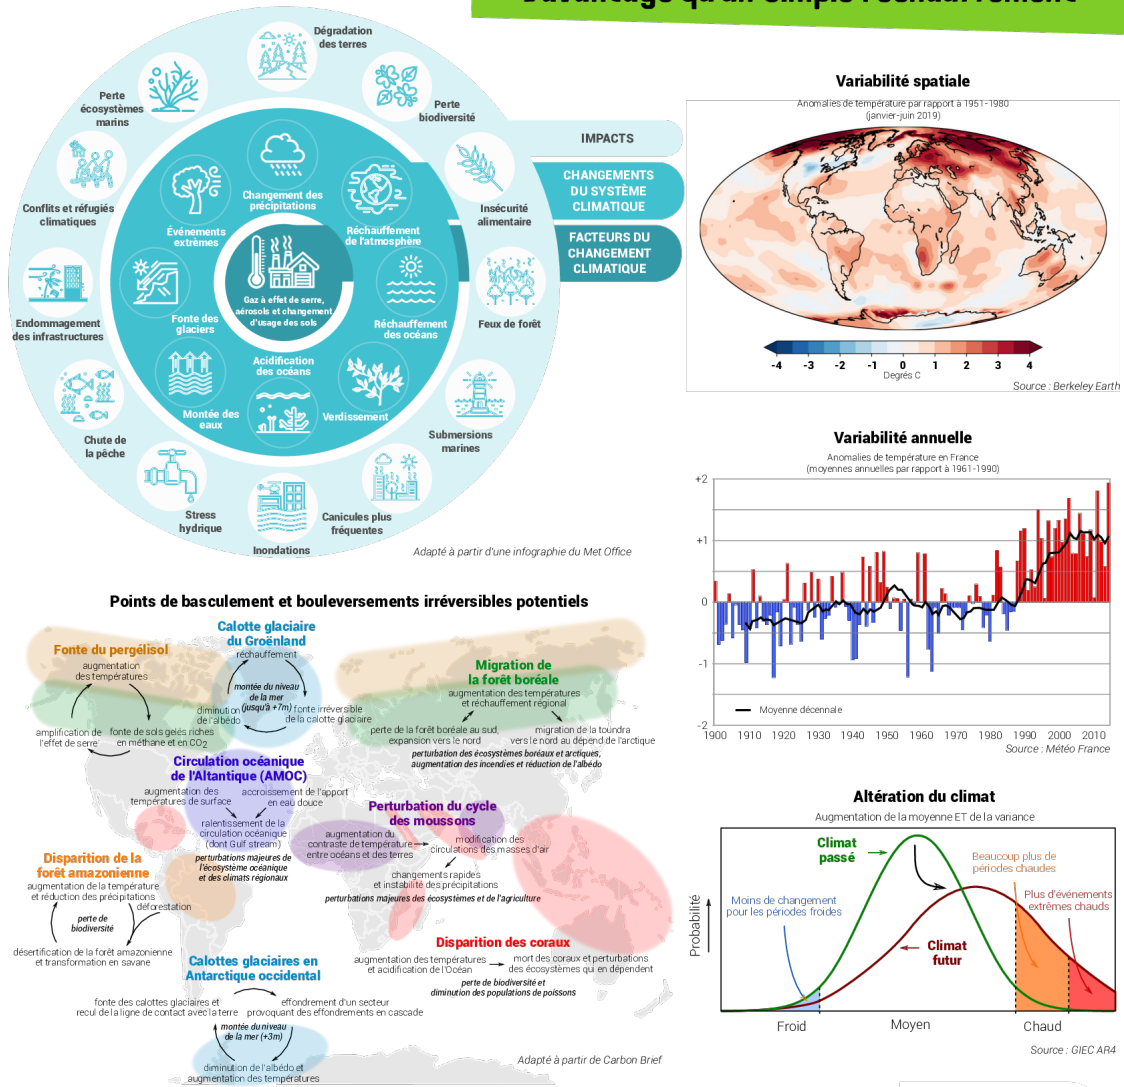 Davantage qu'un simple réchauffement
Dégradation
des terres
Perte
écosystèmes
marins
Perte
biodiversité
Conflits et réfugiés
climatiques
Insécurité
alimentaire
Endommagement
des infrastructures
Feux de forêt
Chute de
la pêche
Submersions
marines
Stress
hydrique
Canicules plus
fréquentes
Inondations
Changement des
précipitations
Événements
extrêmes
Réchauffement
de l'atmosphère
Fonte des
glaciers
Réchauffement
des océans
Acidification
des océans
Montée des
eaux
Verdissement
Gaz à effet de serre,
aérosols et changement
d'usage des sols
IMPACTS
CHANGEMENTS
DU SYSTÈME
CLIMATIQUE
FACTEURS DU
CHANGEMENT
CLIMATIQUE
Adapté à partir d'une infographie du Met Office
Variabilité spatiale
Anomalies de température par rapport à 1951-1980
(janvier-juin 2019)
-4 -3 -2 -1 0 1 2 3 4
Degrés C
Source : Berkeley Earth
Variabilité annuelle
Anomalies de température en France
(moyennes annuelles par rapport à 1961-1990)
+2
+1
0
-1
-2
Moyenne décennale
1900 1910 1920 1930 1940 1950 1960 1970 1980 1990 2000 2010
Source : Météo France
Points de basculement et bouleversements irréversibles potentiels
Fonte du pergélisol
augmentation
des températures
amplification de
l'effet de serre
fonte de sols gelés riches
en méthane et en CO2
Calotte glaciaire
du Groënland
réchauffement
montée du niveau
de la mer
(jusqu'à +7m)
diminution
de l'albédo
fonte irréversible
de la calotte glaciaire
Migration de
la forêt boréale
augmentation des températures
et réchauffement régional
perte de la forêt boréale au sud,
expansion vers le nord
migration de la toundra
vers le nord au dépend de l'arctique
perturbation des écosystèmes boréaux et arctiques,
augmentation des incendies et réduction de l'albédo
Circulation océanique
de l'Altantique (AMOC)
augmentation des
températures de surface
accroissement de l'apport
en eau douce
ralentissement de la
circulation océanique
(dont Gulf stream)
perturbations majeures de
l'écosystème océanique
et des climats régionaux
Perturbation du cycle
des moussons
augmentation du
contraste de température
entre océans et des terres
modification des
circulations des masses d'air
changements rapides
et instabilité des précipitations
perturbations majeures des écosystèmes et de l'agriculture
Disparition de la
forêt amazonienne
augmentation de la température
et réduction des précipitations
déforestation
perte de
biodiversité
désertification de la forêt amazonienne
et transformation en savane
Disparition des coraux
augmentation des températures
et acidification de l'Océan
mort des coraux et perturbations
des écosystèmes qui en dépendent
perte de biodiversité et
diminution des populations de poissons
Calottes glaciaires en
Antarctique occidental
fonte des calottes glaciaires et
recul de la ligne de contact avec la terre
effondrement d'un secteur
provoquant des effondrements en cascade
montée du niveau
de la mer (+3m)
diminution de l'albédo et
augmentation des températures
Adapté à partir de Carbon Brief
Altération du climat
Augmentation de la moyenne ET de la variance
Probabilité
Climat
passé
Beaucoup plus de
périodes chaudes
Moins de changement
pour les périodes froides
Plus d'événements
extrêmes chauds
Climat
futur
Froid
Moyen
Chaud
Source : GIEC AR4